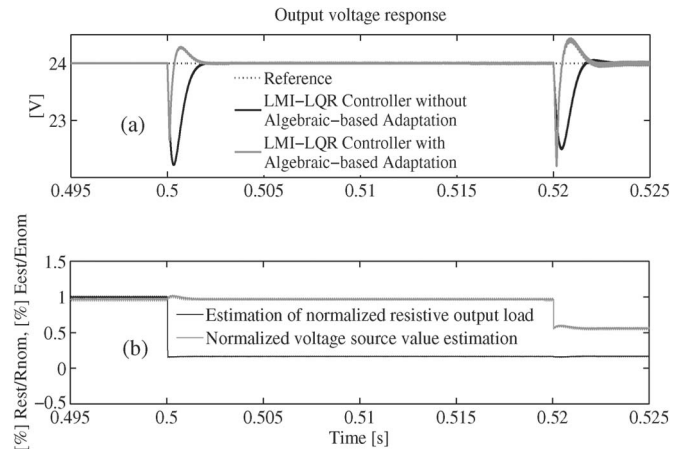 Output voltage response
24
23
[V]
(a)
Reference
LMI−LQR Controller without
Algebraic−based Adaptation
LMI−LQR Controller with
Algebraic−based Adaptation
0.495 0.5 0.505 0.51 0.515 0.52 0.525
[%] Rest/Rnom, [%] Eest/Enom
1.5
1
0.5
0
−0.5
(b)
Estimation of normalized resistive output load
Normalized voltage source value estimation
0.495 0.5 0.505 0.51 0.515 0.52 0.525
Time [s]